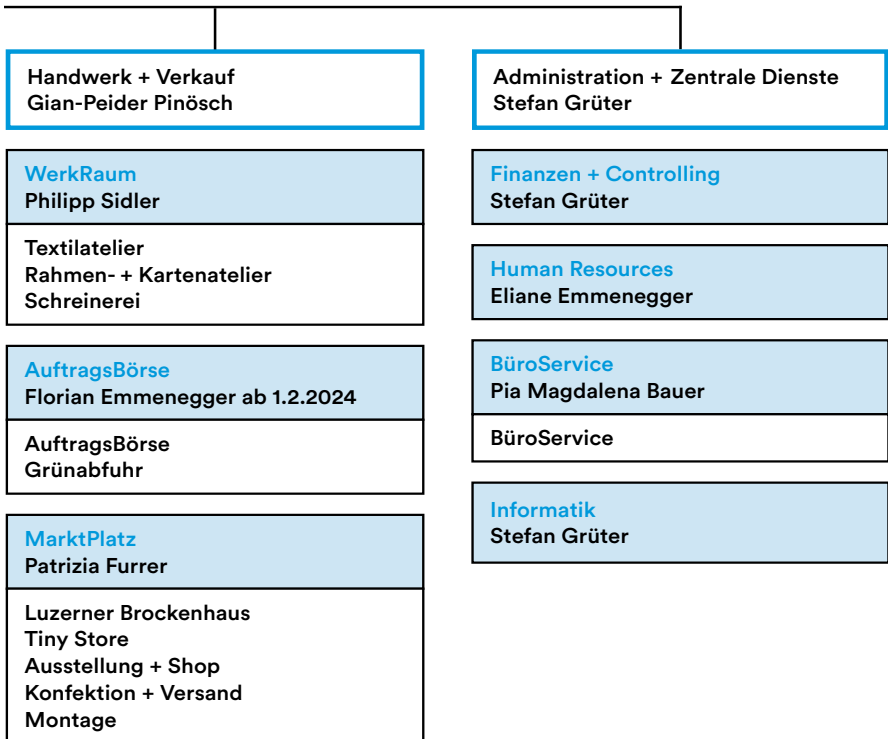 Handwerk + Verkauf
Gian-Peider Pinösch
WerkRaum
Philipp Sidler
Textilatelier
Rahmen- + Kartenatelier
Schreinerei
AuftragsBörse
Florian Emmenegger ab 1.2.2024
AuftragsBörse
Grünabfuhr
MarktPlatz
Patrizia Furrer
Luzerner Brockenhaus
Tiny Store
Ausstellung + Shop
Konfektion + Versand
Montage
Administration + Zentrale Dienste
Stefan Grüter
Finanzen + Controlling
Stefan Grüter
Human Resources
Eliane Emmenegger
BüroService
Pia Magdalena Bauer
BüroService
Informatik
Stefan Grüter